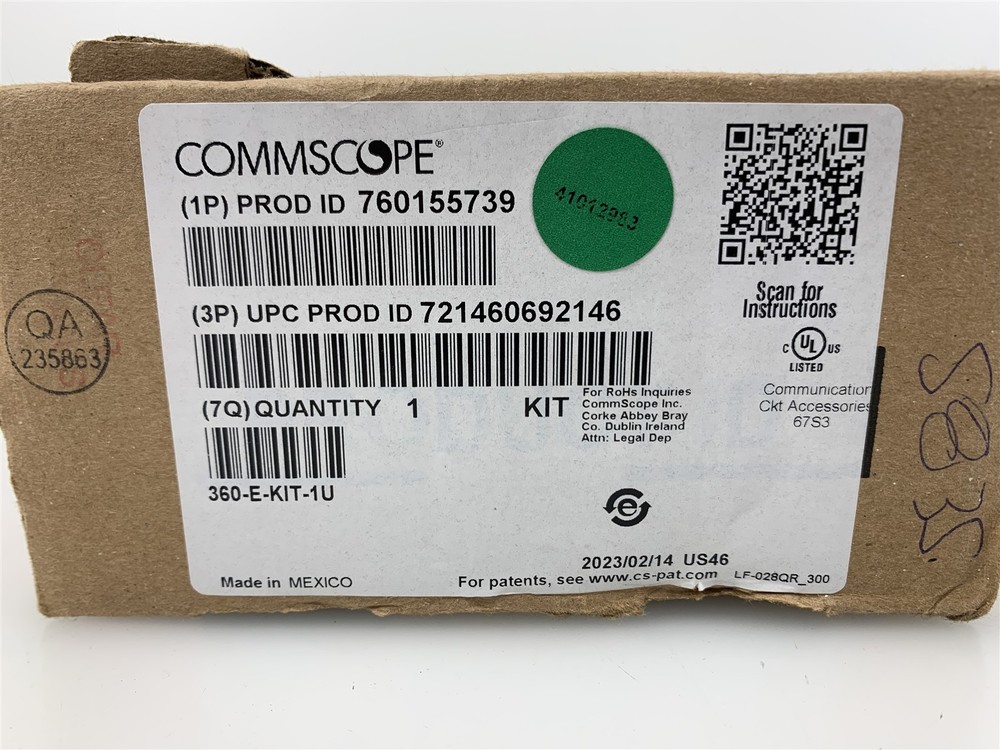 COMMSCOPE®
(1P) PROD ID 760155739
41012983
(3P) UPC PROD ID 721460692146
Scan for
Instructions
C UL US
LISTED
Communication
Ckt Accessories
67S3
(7Q) QUANTITY 1 KIT
For RoHs Inquiries
CommScope Inc.
Corke Abbey Bray
Co. Dublin Ireland
Attn: Legal Dep
360-E-KIT-1U
e
2023/02/14 US46
Made in MEXICO
For patents, see www.cs-pat.com
LF-028QR_300
QA
235863